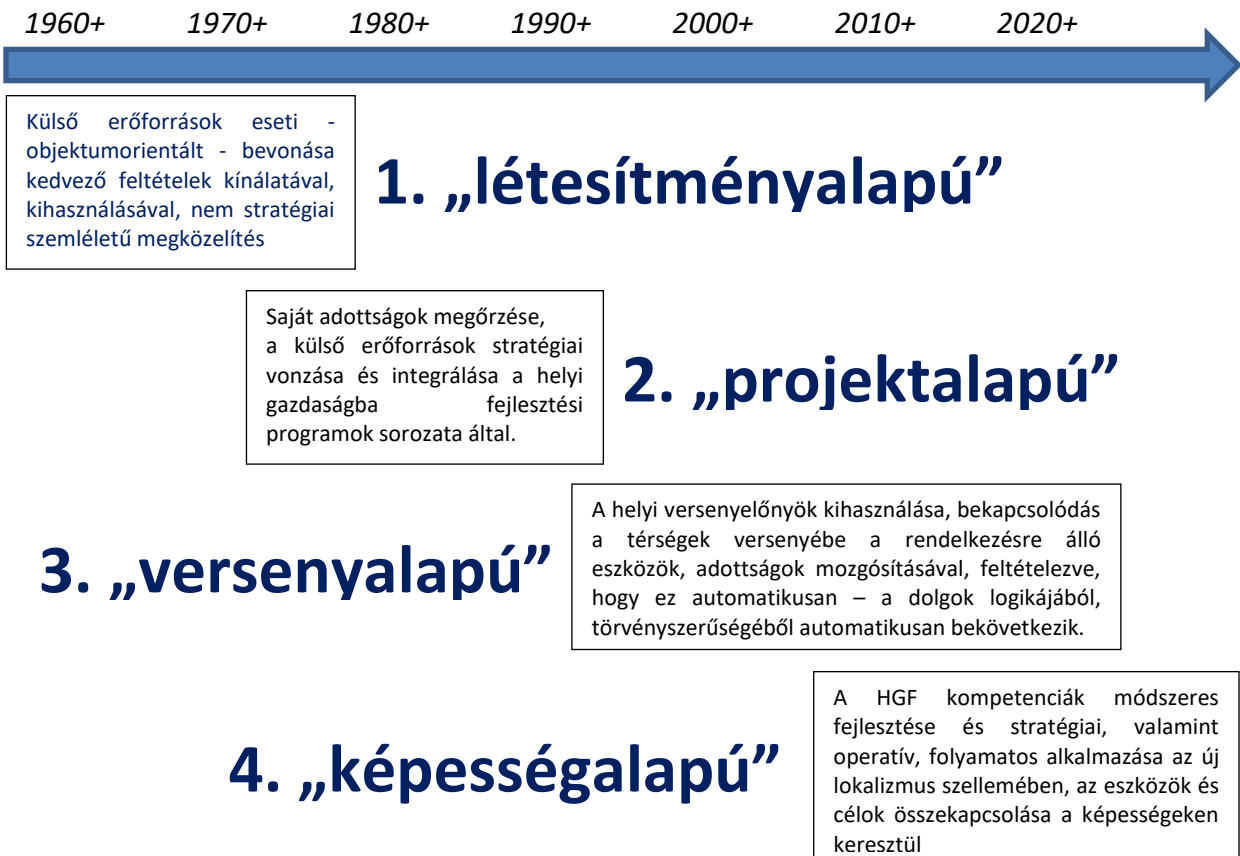 1960+ 1970+ 1980+ 1990+ 2000+ 2010+ 2020+
Külső erőforrások eseti -
objektumorientált - bevonása
kedvező feltételek kínálatával,
kihasználásával, nem stratégiai
szemléletű megközelítés
1. „létesítményalapú”
Saját adottságok megőrzése,
a külső erőforrások stratégiai
vonzása és integrálása a helyi
gazdaságba fejlesztési
programok sorozata által.
2. „projektalapú”
3. „versenyalapú”
A helyi versenyelőnyök kihasználása, bekapcsolódás
a térségek versenyébe a rendelkezésre álló
eszközök, adottságok mozgósításával, feltételezve,
hogy ez automatikusan – a dolgok logikájából,
törvényszerűségéből automatikusan bekövetkezik.
4. „képességalapú”
A HGF kompetenciák módszeres
fejlesztése és stratégiai, valamint
operatív, folyamatos alkalmazása az új
lokalizmus szellemében, az eszközök és
célok összekapcsolása a képességeken
keresztül